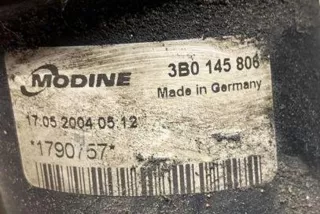 MODINE
3B0 145 806
Made in Germany
17.05 2004 05:12
*1790/57*